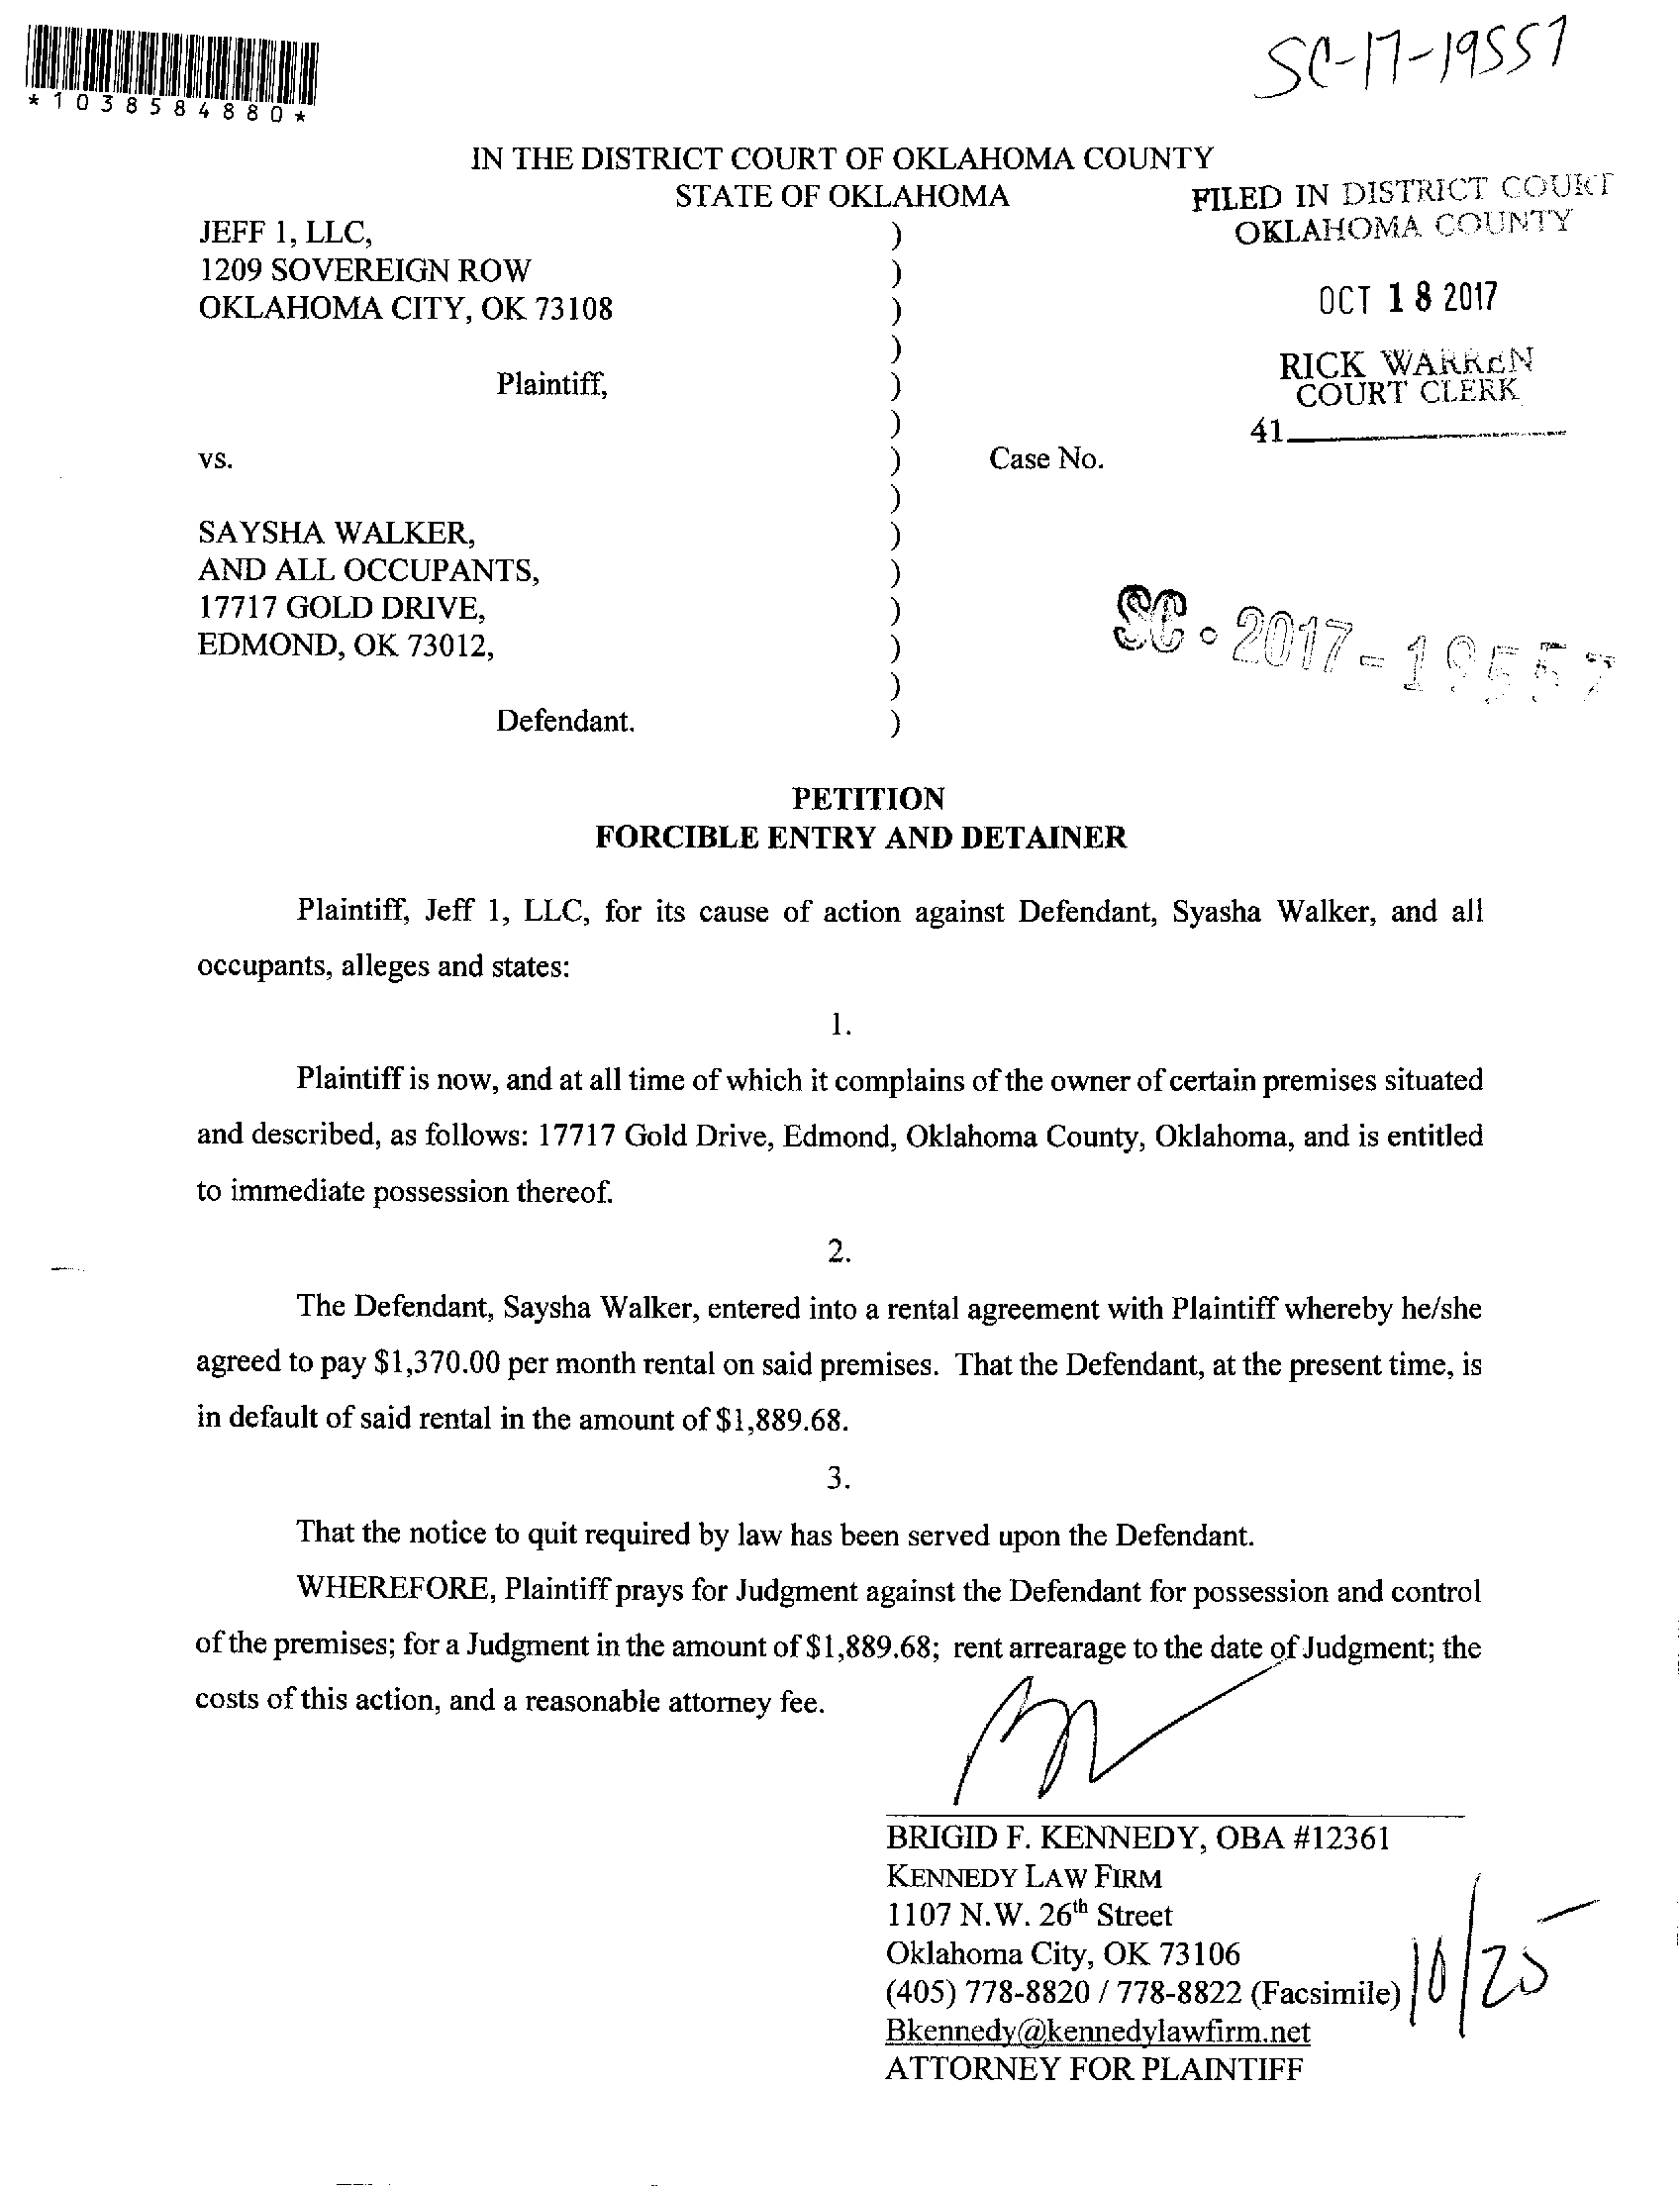 *1038584880*
SC-17-19557
IN THE DISTRICT COURT OF OKLAHOMA COUNTY
STATE OF OKLAHOMA
FILED IN DISTRICT COURT
OKLAHOMA COUNTY
OCT 18 2017
RICK WARREN
COURT CLERK
41
JEFF 1, LLC, )
1209 SOVEREIGN ROW )
OKLAHOMA CITY, OK 73108 )
)
Plaintiff, )
)
vs. ) Case No.
)
SAYSHA WALKER, )
AND ALL OCCUPANTS, )
17717 GOLD DRIVE, )
EDMOND, OK 73012, )
)
Defendant. )
SC - 2017 - 19557
PETITION
FORCIBLE ENTRY AND DETAINER
Plaintiff, Jeff 1, LLC, for its cause of action against Defendant, Syasha Walker, and all
occupants, alleges and states:
1.
Plaintiff is now, and at all time of which it complains of the owner of certain premises situated
and described, as follows: 17717 Gold Drive, Edmond, Oklahoma County, Oklahoma, and is entitled
to immediate possession thereof.
2.
The Defendant, Saysha Walker, entered into a rental agreement with Plaintiff whereby he/she
agreed to pay $1,370.00 per month rental on said premises. That the Defendant, at the present time, is
in default of said rental in the amount of $1,889.68.
3.
That the notice to quit required by law has been served upon the Defendant.
WHEREFORE, Plaintiff prays for Judgment against the Defendant for possession and control
of the premises; for a Judgment in the amount of $1,889.68; rent arrearage to the date of Judgment; the
costs of this action, and a reasonable attorney fee.
BRIGID F. KENNEDY, OBA #12361
KENNEDY LAW FIRM
1107 N.W. 26th Street
Oklahoma City, OK 73106
(405) 778-8820 / 778-8822 (Facsimile)
Bkennedy@kennedylawfirm.net
ATTORNEY FOR PLAINTIFF
10/25